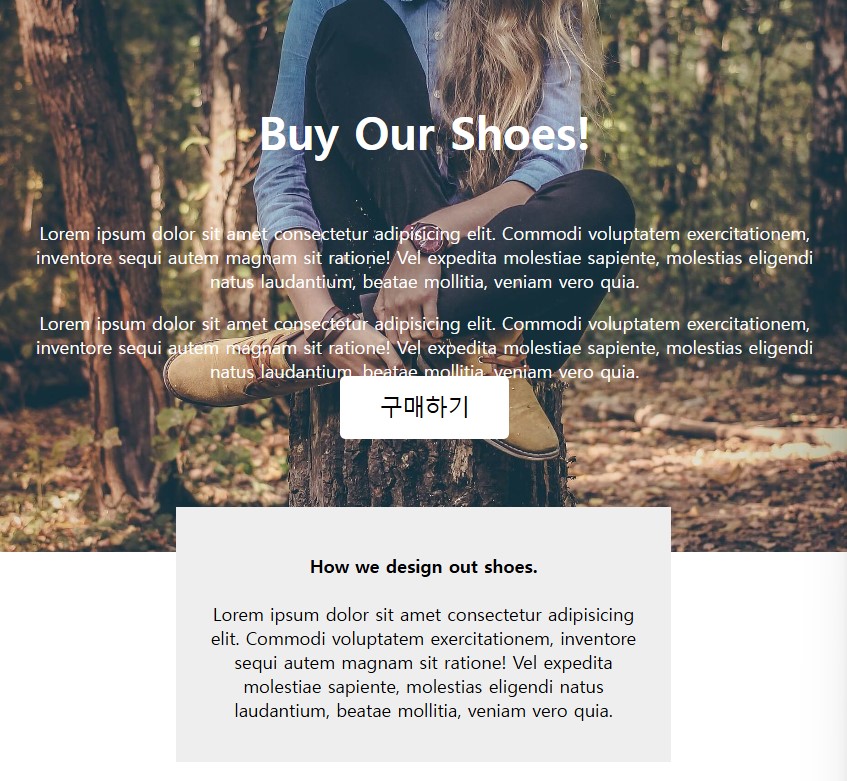 Buy Our Shoes!
Lorem ipsum dolor sit amet consectetur adipisicing elit. Commodi voluptatem exercitationem,
inventore sequi autem magnam sit ratione! Vel expedita molestiae sapiente, molestias eligendi
natus laudantium, beatae mollitia, veniam vero quia.
Lorem ipsum dolor sit amet consectetur adipisicing elit. Commodi voluptatem exercitationem,
inventore sequi autem magnam sit ratione! Vel expedita molestiae sapiente, molestias eligendi
natus laudantium, beatae mollitia, veniam vero quia.
구매하기
How we design out shoes.
Lorem ipsum dolor sit amet consectetur adipisicing
elit. Commodi voluptatem exercitationem, inventore
sequi autem magnam sit ratione! Vel expedita
molestiae sapiente, molestias eligendi natus
laudantium, beatae mollitia, veniam vero quia.